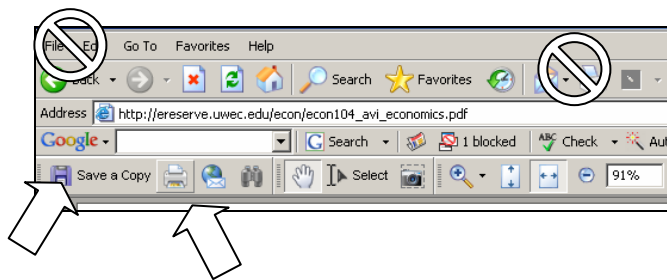 File Go To Favorites Help
Back Search Favorites
Address http://ereserve.uwec.edu/econ/econ104_avi_economics.pdf
Google G Search 1 blocked ABC Check Au
Save a Copy Select 91%